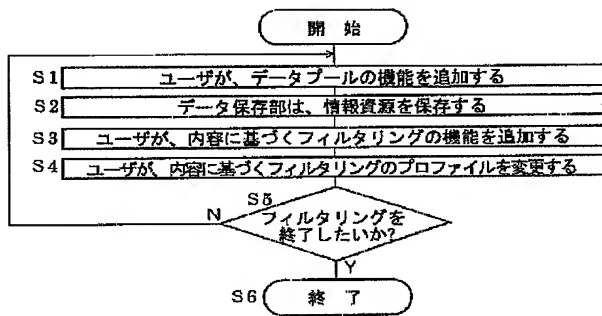 開 始
S1 ユーザが、データプールの機能を追加する
S2 データ保存部は、情報資源を保存する
S3 ユーザが、内容に基づくフィルタリングの機能を追加する
S4 ユーザが、内容に基づくフィルタリングのプロファイルを変更する
S5
フィルタリングを
終了したいか?
N
Y
S6 終 了